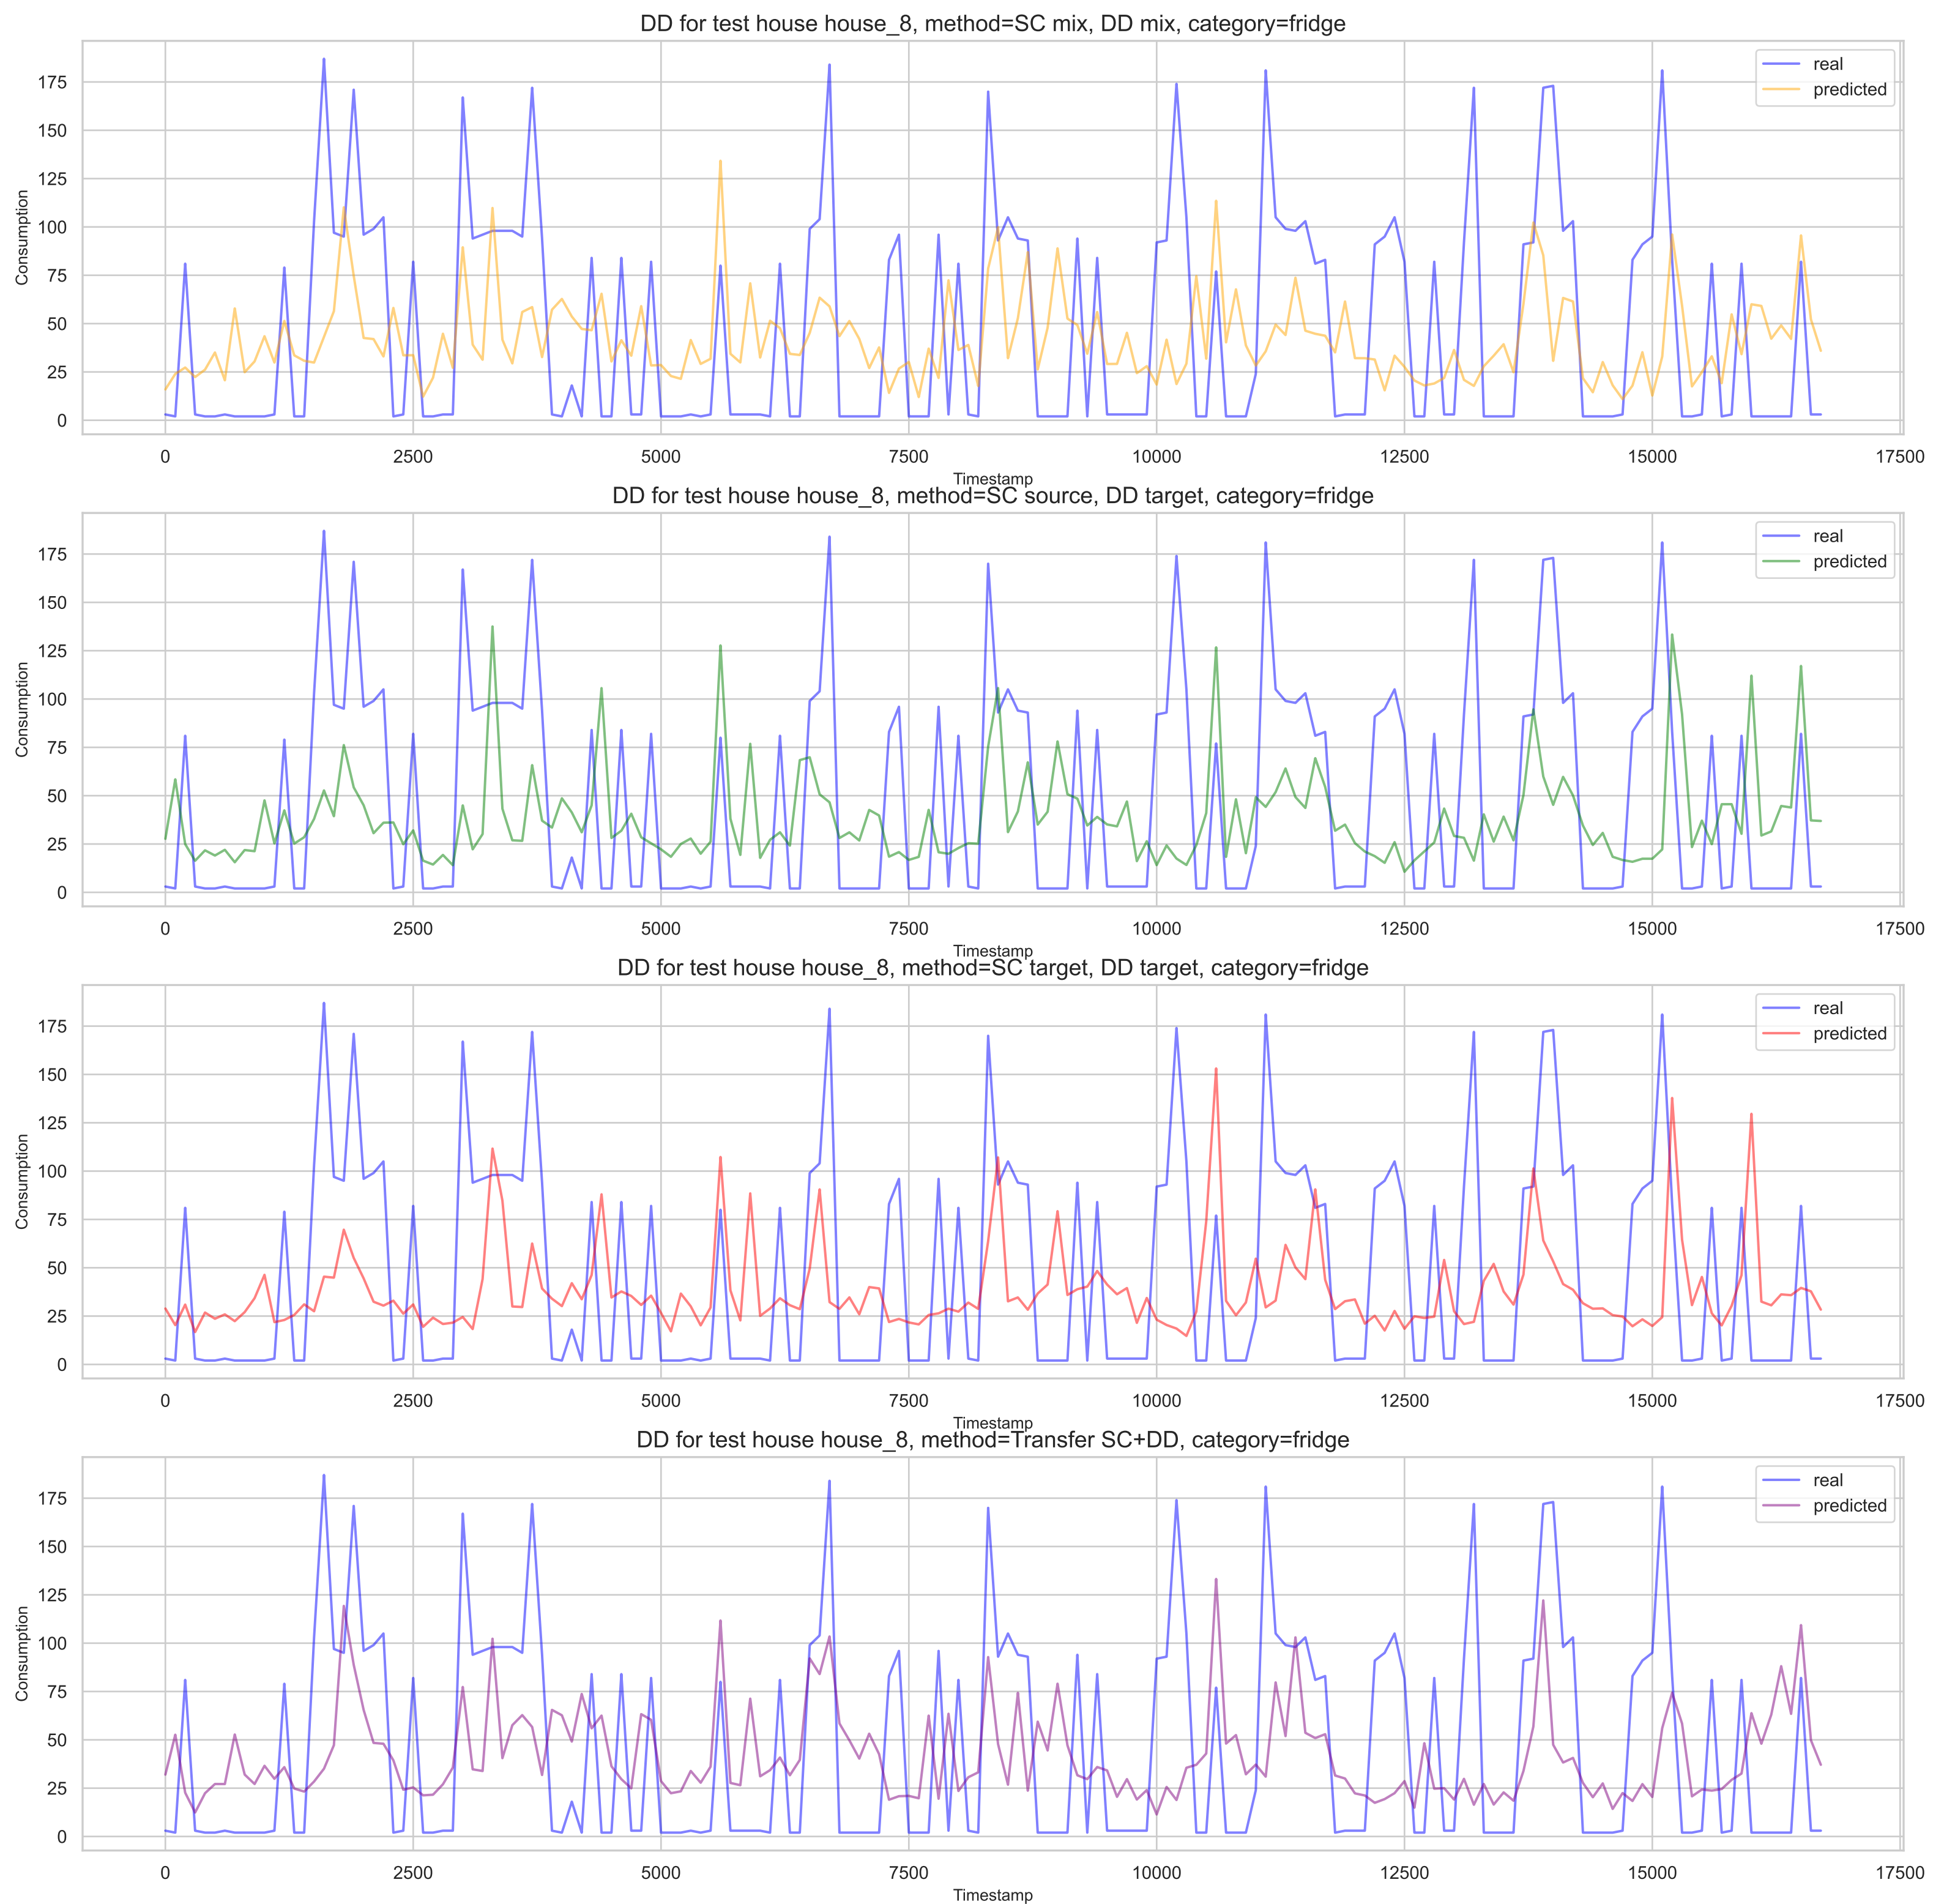 DD for test house house_8, method=SC mix, DD mix, category=fridge
real
predicted
175
150
125
100
75
50
25
0
Consumption
0 2500 5000 7500 10000 12500 15000 17500
Timestamp
DD for test house house_8, method=SC source, DD target, category=fridge
real
predicted
175
150
125
100
75
50
25
0
Consumption
0 2500 5000 7500 10000 12500 15000 17500
Timestamp
DD for test house house_8, method=SC target, DD target, category=fridge
real
predicted
175
150
125
100
75
50
25
0
Consumption
0 2500 5000 7500 10000 12500 15000 17500
Timestamp
DD for test house house_8, method=Transfer SC+DD, category=fridge
real
predicted
175
150
125
100
75
50
25
0
Consumption
0 2500 5000 7500 10000 12500 15000 17500
Timestamp